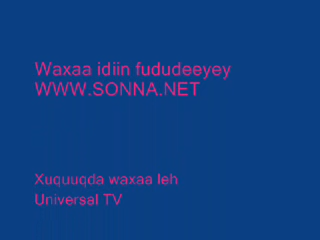 Waxaa idiin fududeeyey
WWW.SONNA.NET
Xuquuqda waxaa leh
Universal TV